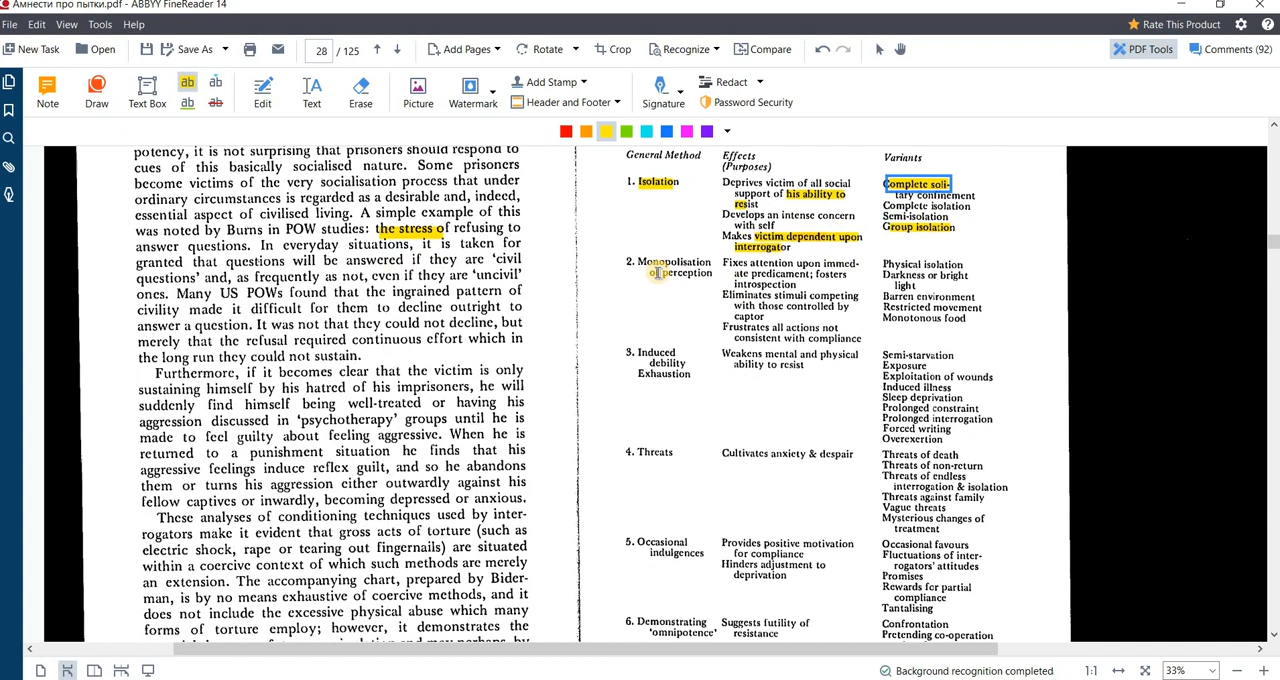 Амнести про пытки.pdf - ABBYY FineReader 14
File Edit View Tools Help
Rate This Product
New Task Open Save As 28 / 125 Add Pages Rotate Crop Recognize Compare PDF Tools Comments (92)
Note Draw Text Box Edit Text Erase Picture Watermark Add Stamp Header and Footer Signature Redact Password Security
potency, it is not surprising that prisoners should respond to
cues of this basically socialised nature. Some prisoners
become victims of the very socialisation process that under
ordinary circumstances is regarded as a desirable and, indeed,
essential aspect of civilised living. A simple example of this
was noted by Burns in POW studies: the stress of refusing to
answer questions. In everyday situations, it is taken for
granted that questions will be answered if they are 'civil
questions' and, as frequently as not, even if they are 'uncivil'
ones. Many US POWs found that the ingrained pattern of
civility made it difficult for them to decline outright to
answer a question. It was not that they could not decline, but
merely that the refusal required continuous effort which in
the long run they could not sustain.
Furthermore, if it becomes clear that the victim is only
sustaining himself by his hatred of his imprisoners, he will
suddenly find himself being well-treated or having his
aggression discussed in 'psychotherapy' groups until he is
made to feel guilty about feeling aggressive. When he is
returned to a punishment situation he finds that his
aggressive feelings induce reflex guilt, and so he abandons
them or turns his aggression either outwardly against his
fellow captives or inwardly, becoming depressed or anxious.
These analyses of conditioning techniques used by inter-
rogators make it evident that gross acts of torture (such as
electric shock, rape or tearing out fingernails) are situated
within a coercive context of which such methods are merely
an extension. The accompanying chart, prepared by Bider-
man, is by no means exhaustive of coercive methods, and it
does not include the excessive physical abuse which many
forms of torture employ; however, it demonstrates the
General Method
Effects
(Purposes)
Variants
1. Isolation
Deprives victim of all social
support of his ability to
resist
Develops an intense concern
with self
Makes victim dependent upon
interrogator
Complete soli-
tary confinement
Complete isolation
Semi-isolation
Group isolation
2. Monopolisation
of perception
Fixes attention upon immed-
ate predicament; fosters
introspection
Eliminates stimuli competing
with those controlled by
captor
Frustrates all actions not
consistent with compliance
Physical isolation
Darkness or bright
light
Barren environment
Restricted movement
Monotonous food
3. Induced
debility
Exhaustion
Weakens mental and physical
ability to resist
Semi-starvation
Exposure
Exploitation of wounds
Induced illness
Sleep deprivation
Prolonged constraint
Prolonged interrogation
Forced writing
Overexertion
4. Threats
Cultivates anxiety & despair
Threats of death
Threats of non-return
Threats of endless
interrogation & isolation
Threats against family
Vague threats
Mysterious changes of
treatment
5. Occasional
indulgences
Provides positive motivation
for compliance
Hinders adjustment to
deprivation
Occasional favours
Fluctuations of inter-
rogators' attitudes
Promises
Rewards for partial
compliance
Tantalising
6. Demonstrating
'omnipotence'
Suggests futility of
resistance
Confrontation
Pretending co-operation
Background recognition completed 1:1 33%